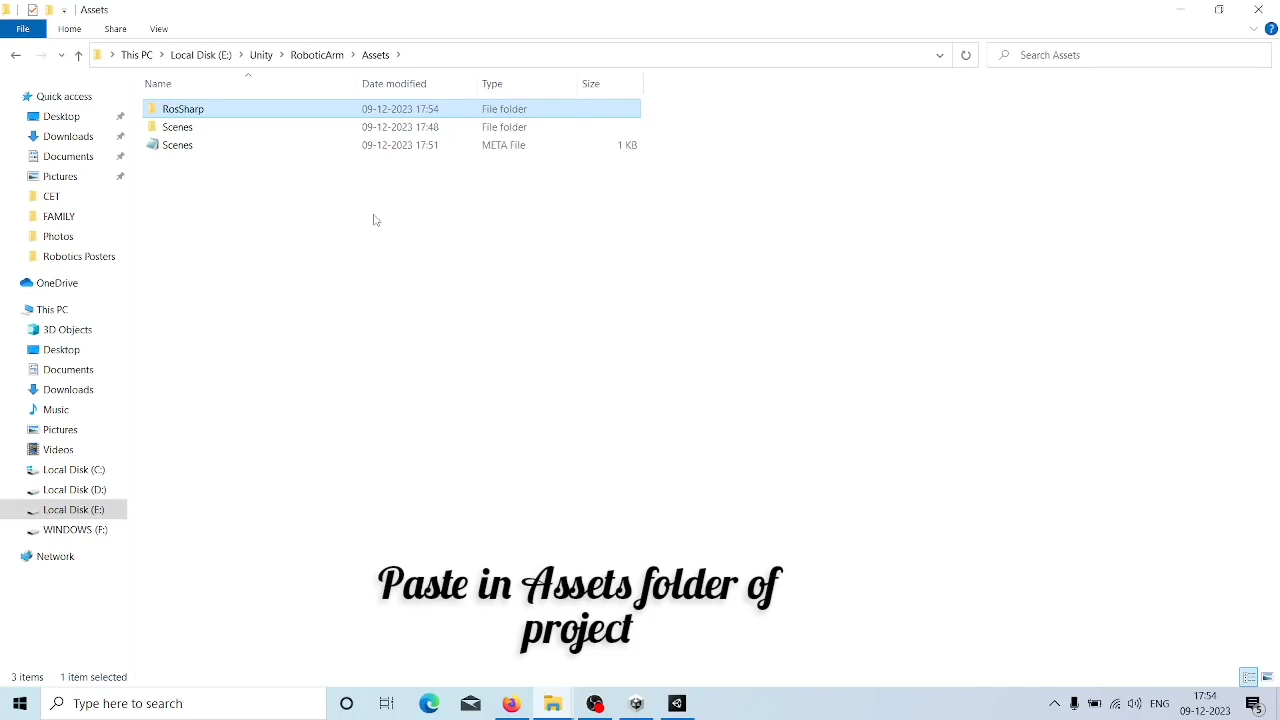 Assets
File
Home
Share
View
This PC
Local Disk (E:)
Unity
RoboticArm
Assets
Search Assets
Name
Date modified
Type
Size
Quick access
Desktop
Downloads
Documents
Pictures
CET
FAMILY
Photos
Robotics Posters
OneDrive
This PC
3D Objects
Desktop
Documents
Downloads
Music
Pictures
Videos
Local Disk (C:)
Local Disk (D:)
Local Disk (E:)
WINDOWS (F:)
Network
RosSharp 09-12-2023 17:54 File folder
Scenes 09-12-2023 17:48 File folder
Scenes 09-12-2023 17:51 META File 1 KB
Paste in Assets folder of
project
3 items
1 item selected
Type here to search
ENG
17:54
09-12-2023
5